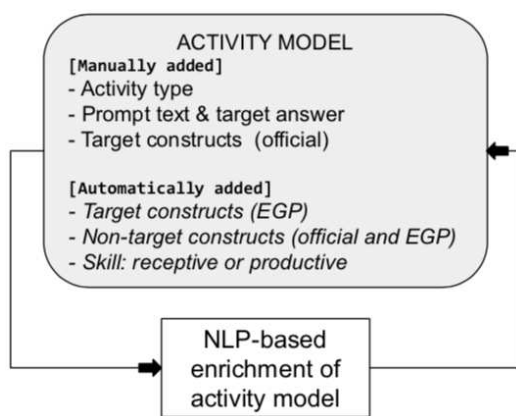 ACTIVITY MODEL
[Manually added]
- Activity type
- Prompt text & target answer
- Target constructs (official)
[Automatically added]
- Target constructs (EGP)
- Non-target constructs (official and EGP)
- Skill: receptive or productive
NLP-based
enrichment of
activity model